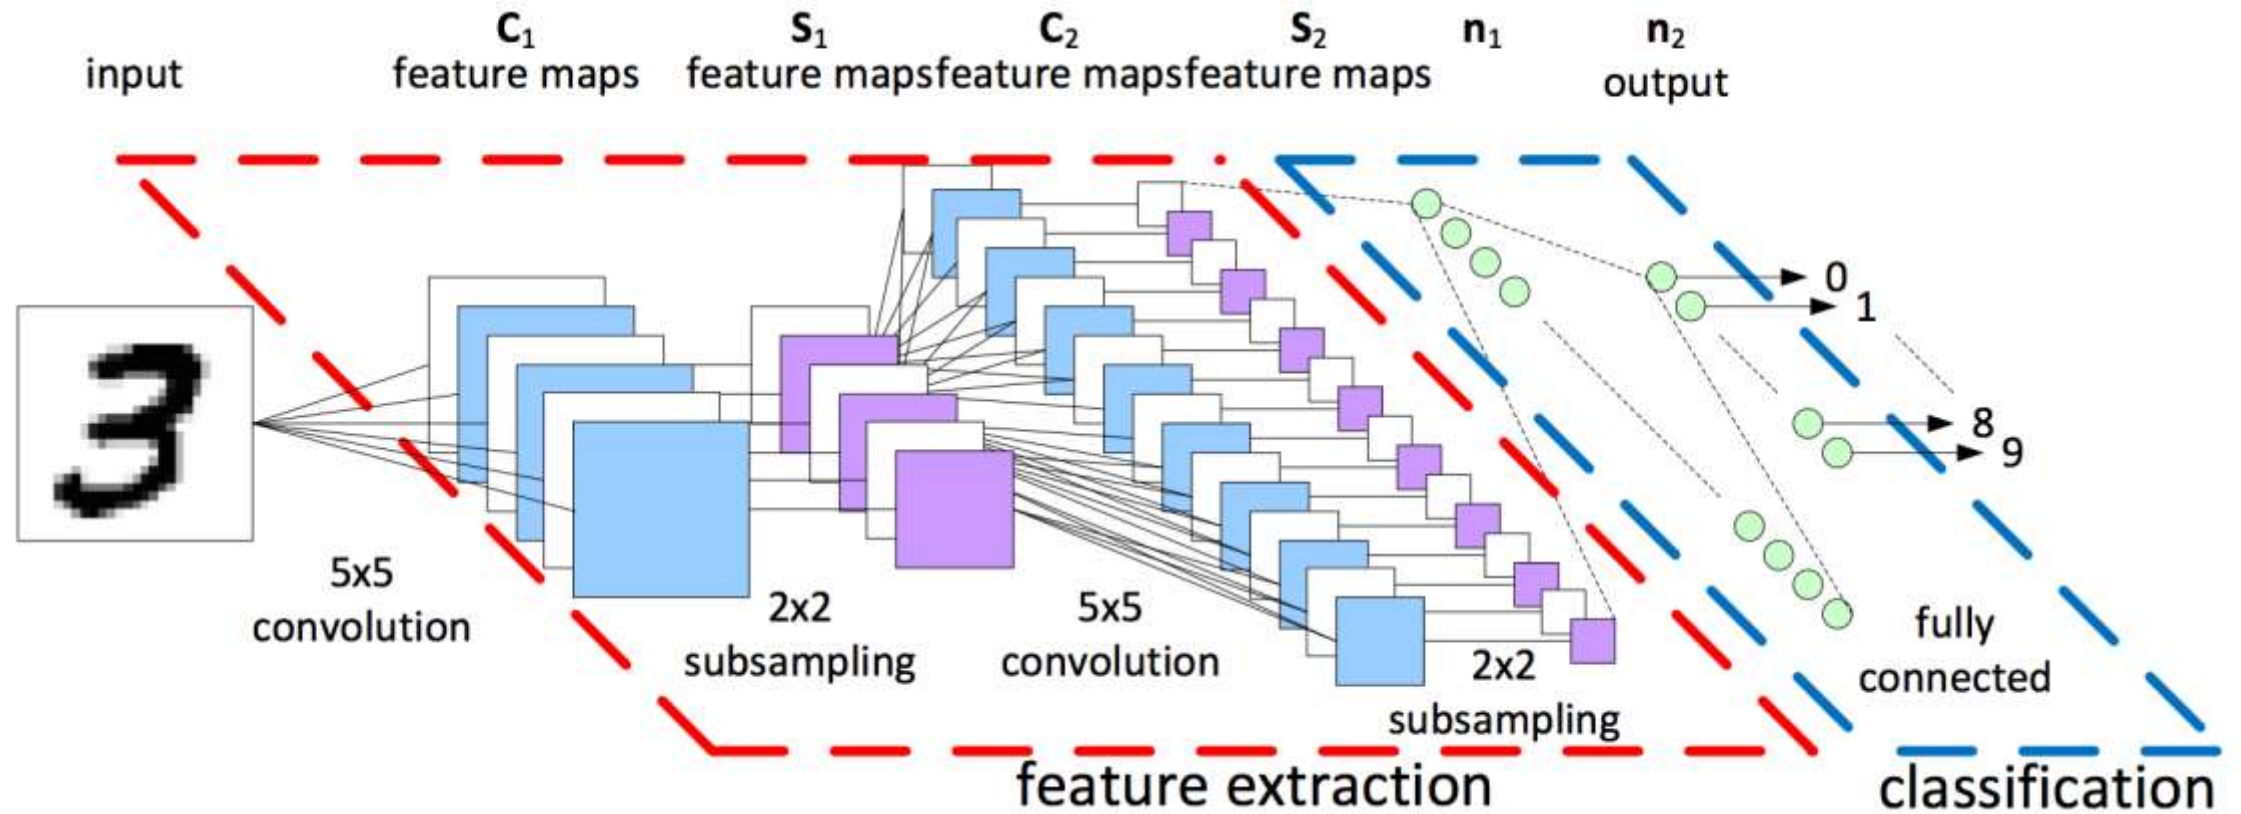 input
C₁
feature maps
S₁
feature maps
C₂
feature maps
S₂
feature maps
n₁
n₂
output
3
0
1
8
9
5x5
convolution
2x2
subsampling
5x5
convolution
2x2
subsampling
fully
connected
feature extraction
classification